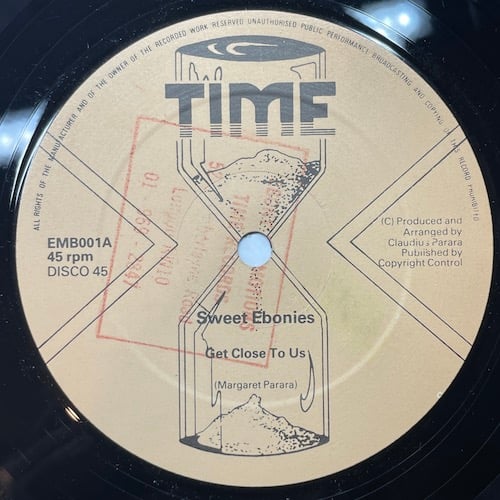 ALL RIGHTS OF THE MANUFACTURER AND OF THE OWNER OF THE RECORDED WORK RESERVED UNAUTHORISED PUBLIC PERFORMANCE BROADCASTING AND COPYING OF THIS RECORD PROHIBITED
TIME
EMB001A
45 rpm
DISCO 45
(C) Produced and
Arranged by
Claudius Parara
Published by
Copyright Control
Sweet Ebonies
Get Close To Us
(Margaret Parara)